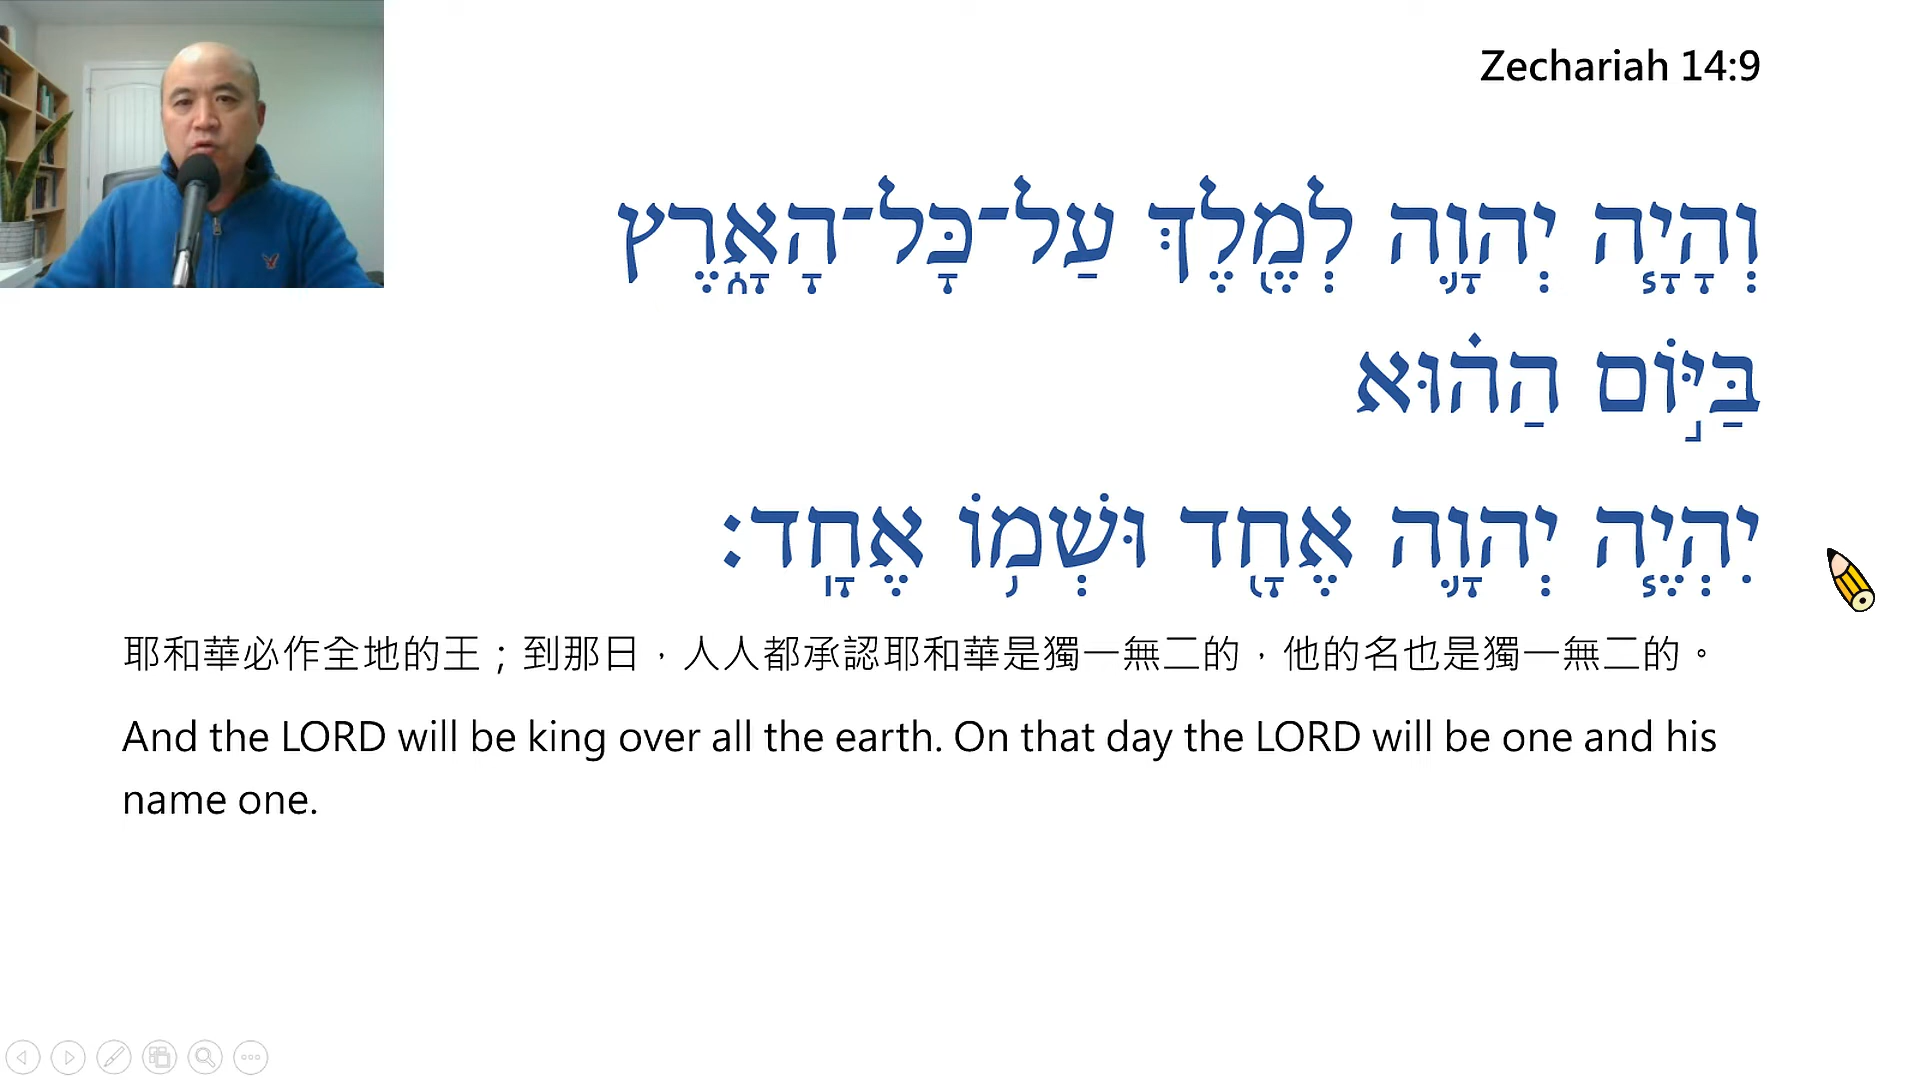 Zechariah 14:9
וְהָיָ֧ה יְהוָ֛ה לְמֶ֖לֶךְ עַל־כָּל־הָאָ֑רֶץ
בַּיּ֣וֹם הַה֗וּא
יִהְיֶ֧ה יְהוָ֛ה אֶחָ֖ד וּשְׁמ֥וֹ אֶחָֽד׃
耶和華必作全地的王；到那日，人人都承認耶和華是獨一無二的，他的名也是獨一無二的。
And the LORD will be king over all the earth. On that day the LORD will be one and his
name one.